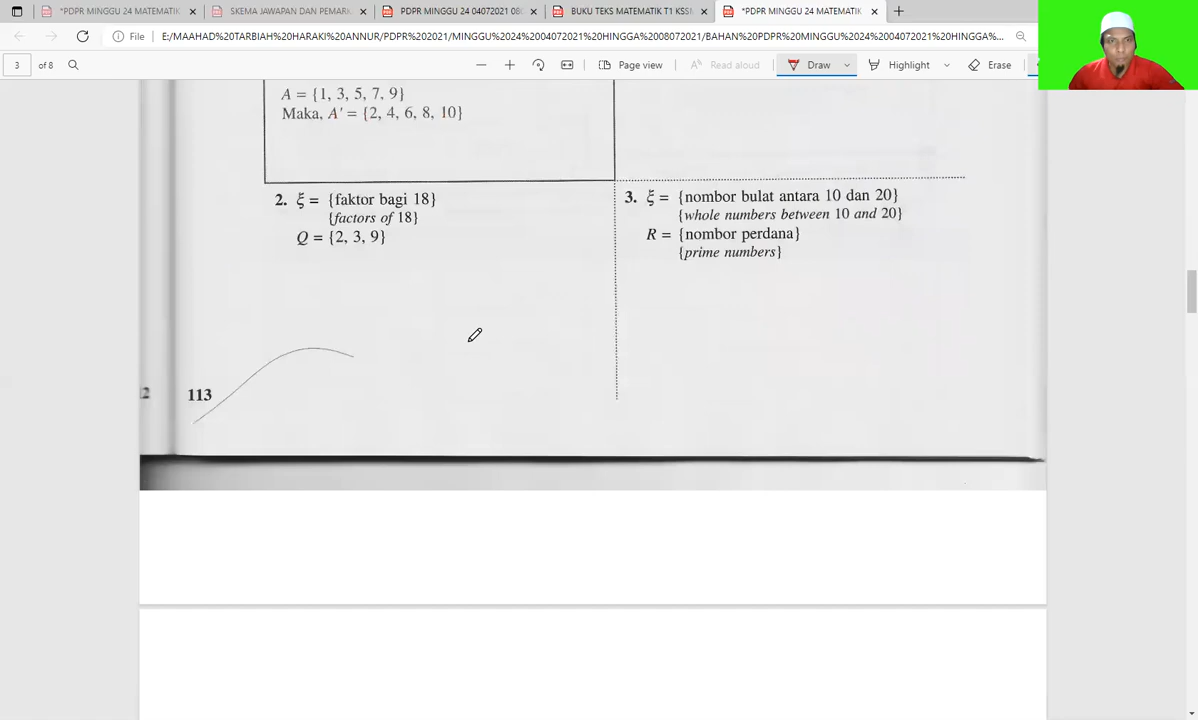 *PDPR MINGGU 24 MATEMATIK
SKEMA JAWAPAN DAN PEMARK
PDPR MINGGU 24 04072021 080
BUKU TEKS MATEMATIK T1 KSSM
*PDPR MINGGU 24 MATEMATIK
File
E:/MAAHAD%20TARBIAH%20HARAKI%20ANNUR/PDPR%202021/MINGGU%2024%2004072021%20HINGGA%2008072021/BAHAN%20PDPR%20MINGGU%2024%2004072021%20HINGGA%...
3 of 8
Page view
Read aloud
Draw
Highlight
Erase
A = {1, 3, 5, 7, 9}
Maka, A' = {2, 4, 6, 8, 10}
2. ξ = {faktor bagi 18}
{factors of 18}
Q = {2, 3, 9}
3. ξ = {nombor bulat antara 10 dan 20}
{whole numbers between 10 and 20}
R = {nombor perdana}
{prime numbers}
2 113